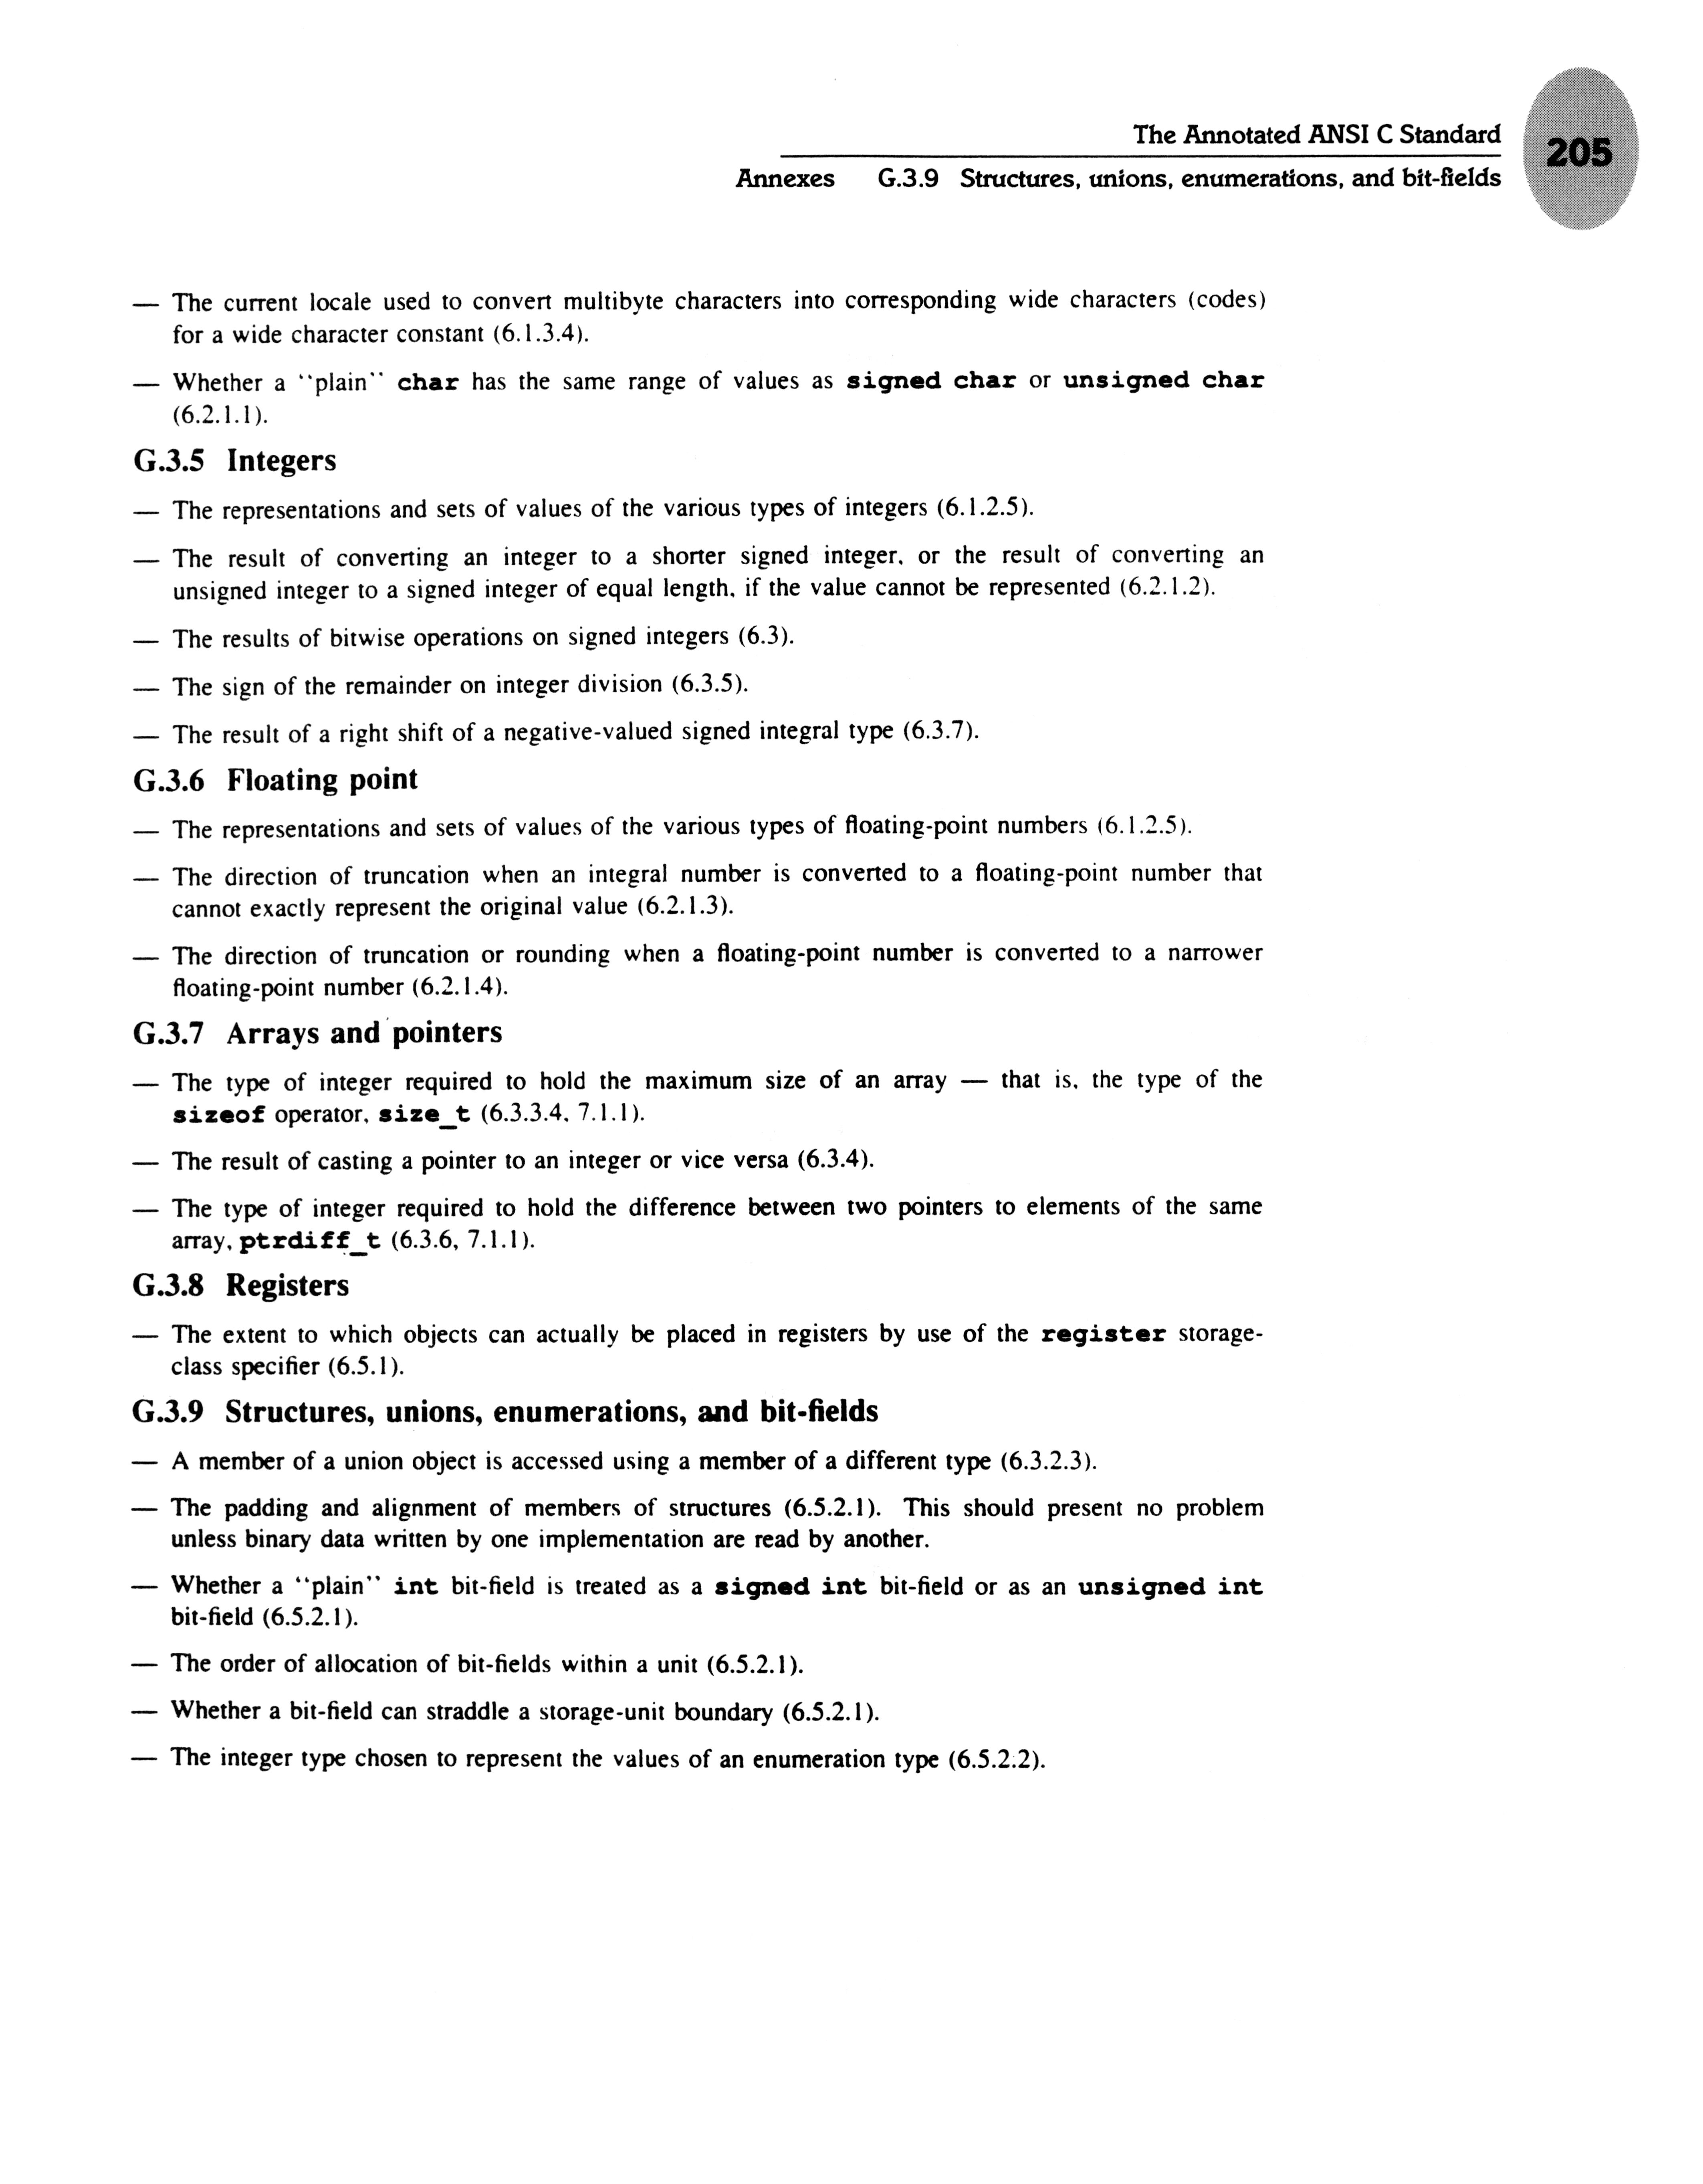 The Annotated ANSI C Standard
205
Annexes G.3.9 Structures, unions, enumerations, and bit-fields
— The current locale used to convert multibyte characters into corresponding wide characters (codes)
for a wide character constant (6.1.3.4).
— Whether a ``plain'' char has the same range of values as signed char or unsigned char
(6.2.1.1).
G.3.5 Integers
— The representations and sets of values of the various types of integers (6.1.2.5).
— The result of converting an integer to a shorter signed integer, or the result of converting an
unsigned integer to a signed integer of equal length, if the value cannot be represented (6.2.1.2).
— The results of bitwise operations on signed integers (6.3).
— The sign of the remainder on integer division (6.3.5).
— The result of a right shift of a negative-valued signed integral type (6.3.7).
G.3.6 Floating point
— The representations and sets of values of the various types of floating-point numbers (6.1.2.5).
— The direction of truncation when an integral number is converted to a floating-point number that
cannot exactly represent the original value (6.2.1.3).
— The direction of truncation or rounding when a floating-point number is converted to a narrower
floating-point number (6.2.1.4).
G.3.7 Arrays and pointers
— The type of integer required to hold the maximum size of an array — that is, the type of the
sizeof operator, size_t (6.3.3.4, 7.1.1).
— The result of casting a pointer to an integer or vice versa (6.3.4).
— The type of integer required to hold the difference between two pointers to elements of the same
array, ptrdiff_t (6.3.6, 7.1.1).
G.3.8 Registers
— The extent to which objects can actually be placed in registers by use of the register storage-
class specifier (6.5.1).
G.3.9 Structures, unions, enumerations, and bit-fields
— A member of a union object is accessed using a member of a different type (6.3.2.3).
— The padding and alignment of members of structures (6.5.2.1). This should present no problem
unless binary data written by one implementation are read by another.
— Whether a ``plain'' int bit-field is treated as a signed int bit-field or as an unsigned int
bit-field (6.5.2.1).
— The order of allocation of bit-fields within a unit (6.5.2.1).
— Whether a bit-field can straddle a storage-unit boundary (6.5.2.1).
— The integer type chosen to represent the values of an enumeration type (6.5.2.2).